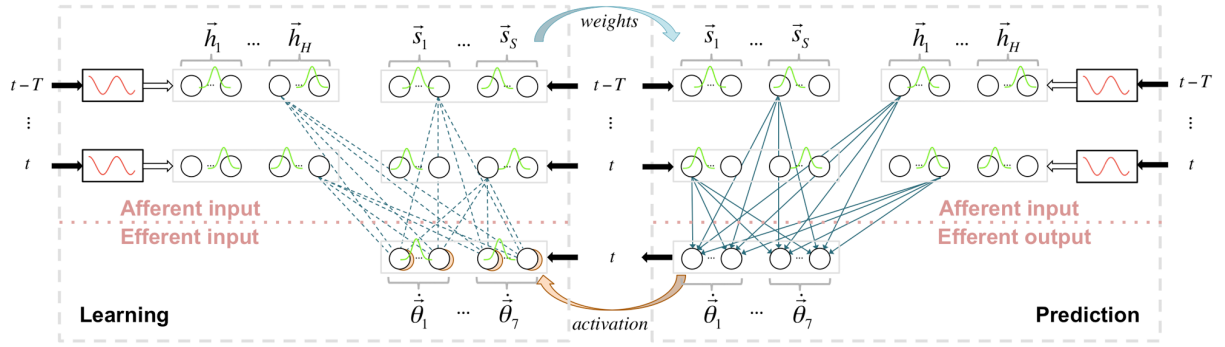 weights
h⃗₁ ... h⃗_H s⃗₁ ... s⃗_S
s⃗₁ ... s⃗_S h⃗₁ ... h⃗_H
t – T ... ... ... ... t – T ... ... ... ... t – T
⋮ ⋮ ⋮
t ... ... ... ... t ... ... ... ... t
Afferent input
Afferent input
Efferent input
Efferent output
... ... t ... ...
θ̇⃗₁ ... θ̇⃗₇
θ̇⃗₁ ... θ̇⃗₇
Learning
activation
Prediction